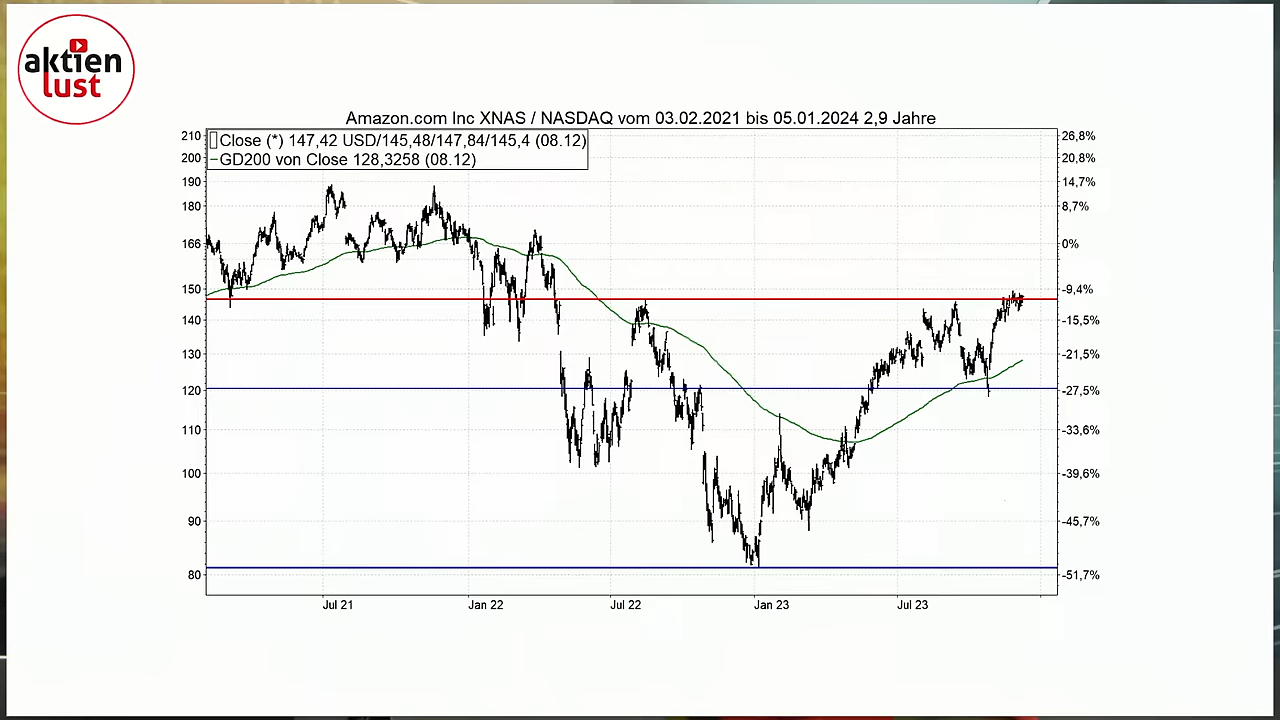 aktien
lust
Amazon.com Inc XNAS / NASDAQ vom 03.02.2021 bis 05.01.2024 2,9 Jahre
Close (*) 147,42 USD/145,48/147,84/145,4 (08.12)
GD200 von Close 128,3258 (08.12)
210 26,8%
200 20,8%
190 14,7%
180 8,7%
166 0%
150 -9,4%
140 -15,5%
130 -21,5%
120 -27,5%
110 -33,6%
100 -39,6%
90 -45,7%
80 -51,7%
Jul 21 Jan 22 Jul 22 Jan 23 Jul 23